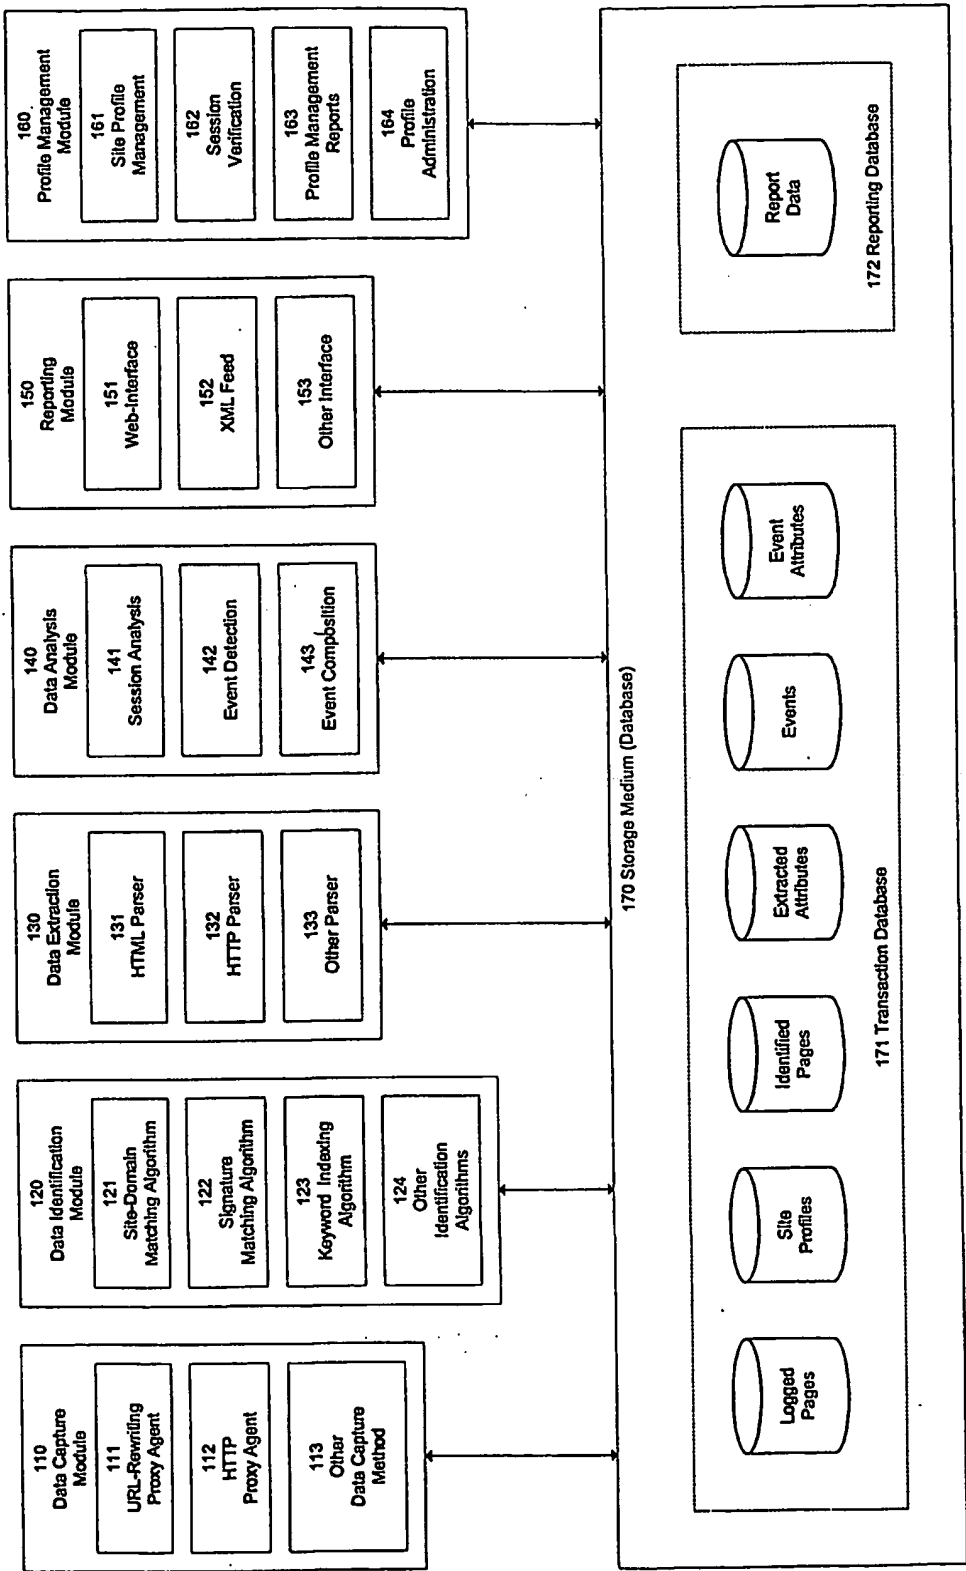 110
Data Capture
Module
111
URL-Rewriting
Proxy Agent
112
HTTP
Proxy Agent
113
Other
Data Capture
Method
120
Data Identification
Module
121
Site-Domain
Matching Algorithm
122
Signature
Matching Algorithm
123
Keyword Indexing
Algorithm
124
Other
Identification
Algorithms
130
Data Extraction
Module
131
HTML Parser
132
HTTP Parser
133
Other Parser
140
Data Analysis
Module
141
Session Analysis
142
Event Detection
143
Event Composition
150
Reporting
Module
151
Web-Interface
152
XML Feed
153
Other Interface
160
Profile Management
Module
161
Site Profile
Management
162
Session
Verification
163
Profile Management
Reports
164
Profile
Administration
170 Storage Medium (Database)
Logged
Pages
Site
Profiles
Identified
Pages
Extracted
Attributes
Events
Event
Attributes
171 Transaction Database
Report
Data
172 Reporting Database